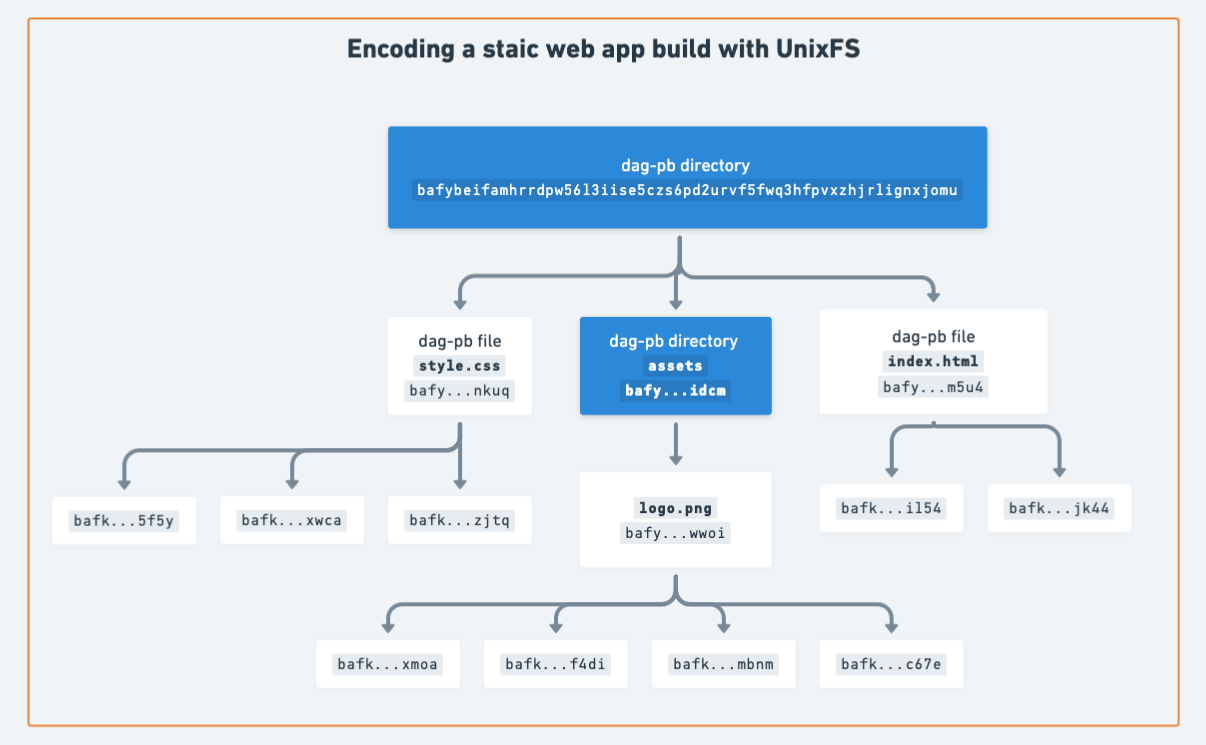 Encoding a staic web app build with UnixFS
dag-pb directory
bafybeifamhrrdpw56l3iise5czs6pd2urvf5fwq3hfpvxzhjrlignxjomu
dag-pb file
style.css
bafy...nkuq
dag-pb directory
assets
bafy...idcm
dag-pb file
index.html
bafy...m5u4
bafk...5f5y
bafk...xwca
bafk...zjtq
logo.png
bafy...wwoi
bafk...il54
bafk...jk44
bafk...xmoa
bafk...f4di
bafk...mbnm
bafk...c67e